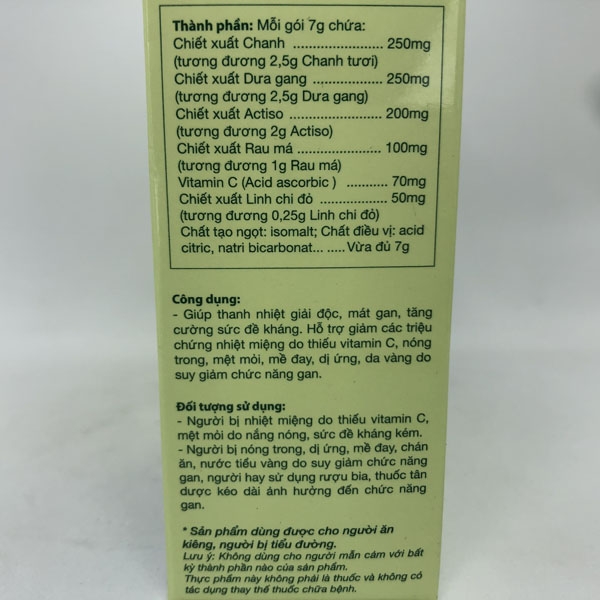 Thành phần: Mỗi gói 7g chứa:
Chiết xuất Chanh ........................ 250mg
(tương đương 2,5g Chanh tươi)
Chiết xuất Dưa gang .................. 250mg
(tương đương 2,5g Dưa gang)
Chiết xuất Actiso ........................ 200mg
(tương đương 2g Actiso)
Chiết xuất Rau má ...................... 100mg
(tương đương 1g Rau má)
Vitamin C (Acid ascorbic ) ........... 70mg
Chiết xuất Linh chi đỏ .................. 50mg
(tương đương 0,25g Linh chi đỏ)
Chất tạo ngọt: isomalt; Chất điều vị: acid
citric, natri bicarbonat... .....Vừa đủ 7g
Công dụng:
- Giúp thanh nhiệt giải độc, mát gan, tăng
cường sức đề kháng. Hỗ trợ giảm các triệu
chứng nhiệt miệng do thiếu vitamin C, nóng
trong, mệt mỏi, mề đay, dị ứng, da vàng do
suy giảm chức năng gan.
Đối tượng sử dụng:
- Người bị nhiệt miệng do thiếu vitamin C,
mệt mỏi do nắng nóng, sức đề kháng kém.
- Người bị nóng trong, dị ứng, mề đay, chán
ăn, nước tiểu vàng do suy giảm chức năng
gan, người hay sử dụng rượu bia, thuốc tân
dược kéo dài ảnh hưởng đến chức năng
gan.
* Sản phẩm dùng được cho người ăn
kiêng, người bị tiểu đường.
Lưu ý: Không dùng cho người mẫn cảm với bất
kỳ thành phần nào của sản phẩm.
Thực phẩm này không phải là thuốc và không có
tác dụng thay thế thuốc chữa bệnh.